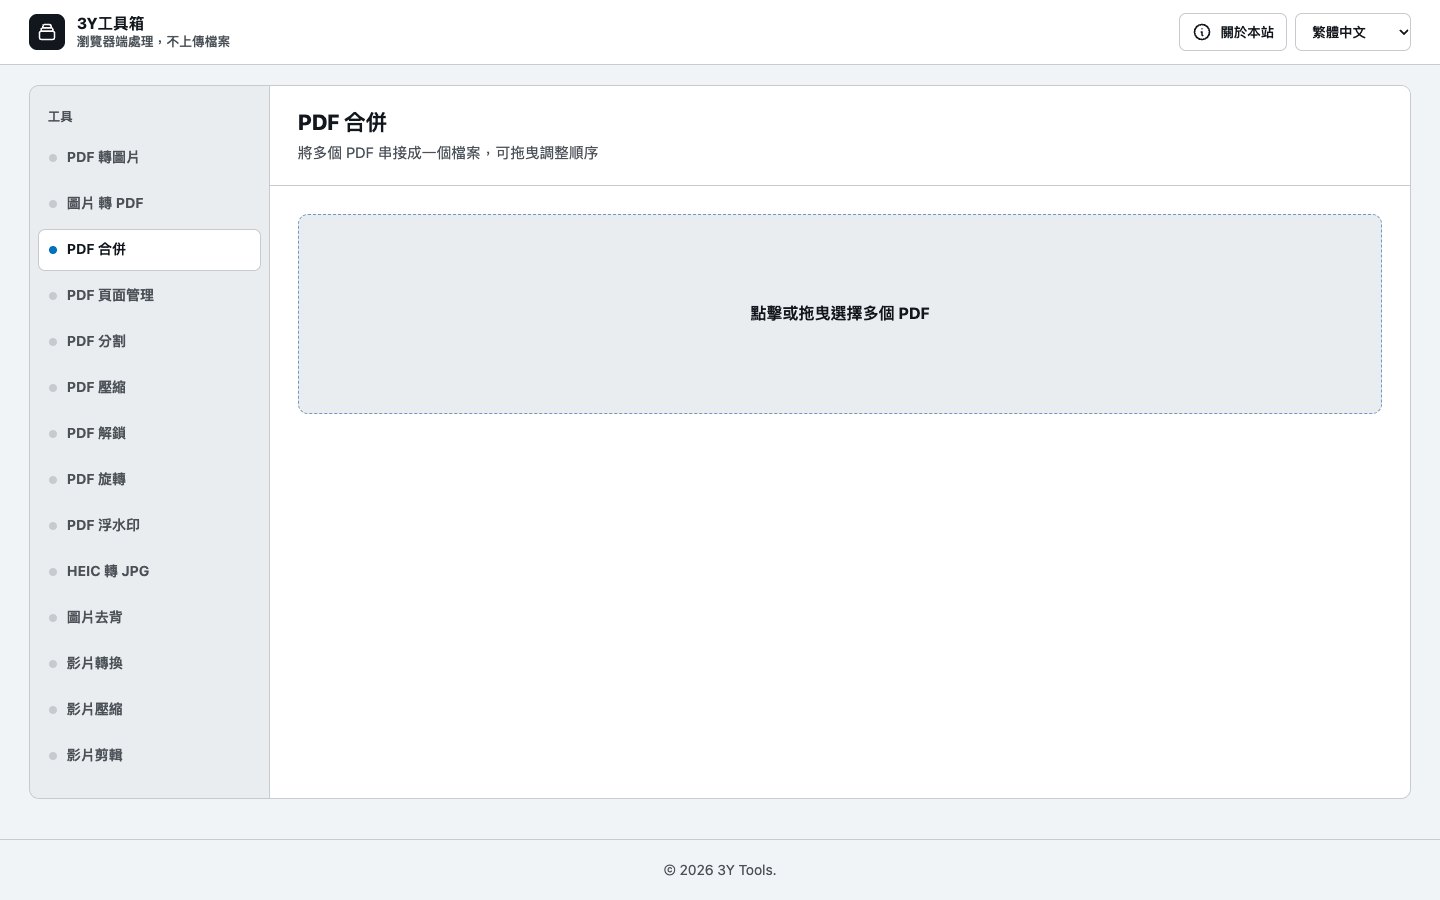 3Y工具箱
瀏覽器端處理，不上傳檔案
關於本站
繁體中文
工具
PDF 轉圖片
圖片 轉 PDF
PDF 合併
PDF 頁面管理
PDF 分割
PDF 壓縮
PDF 解鎖
PDF 旋轉
PDF 浮水印
HEIC 轉 JPG
圖片去背
影片轉換
影片壓縮
影片剪輯
PDF 合併
將多個 PDF 串接成一個檔案，可拖曳調整順序
點擊或拖曳選擇多個 PDF
© 2026 3Y Tools.